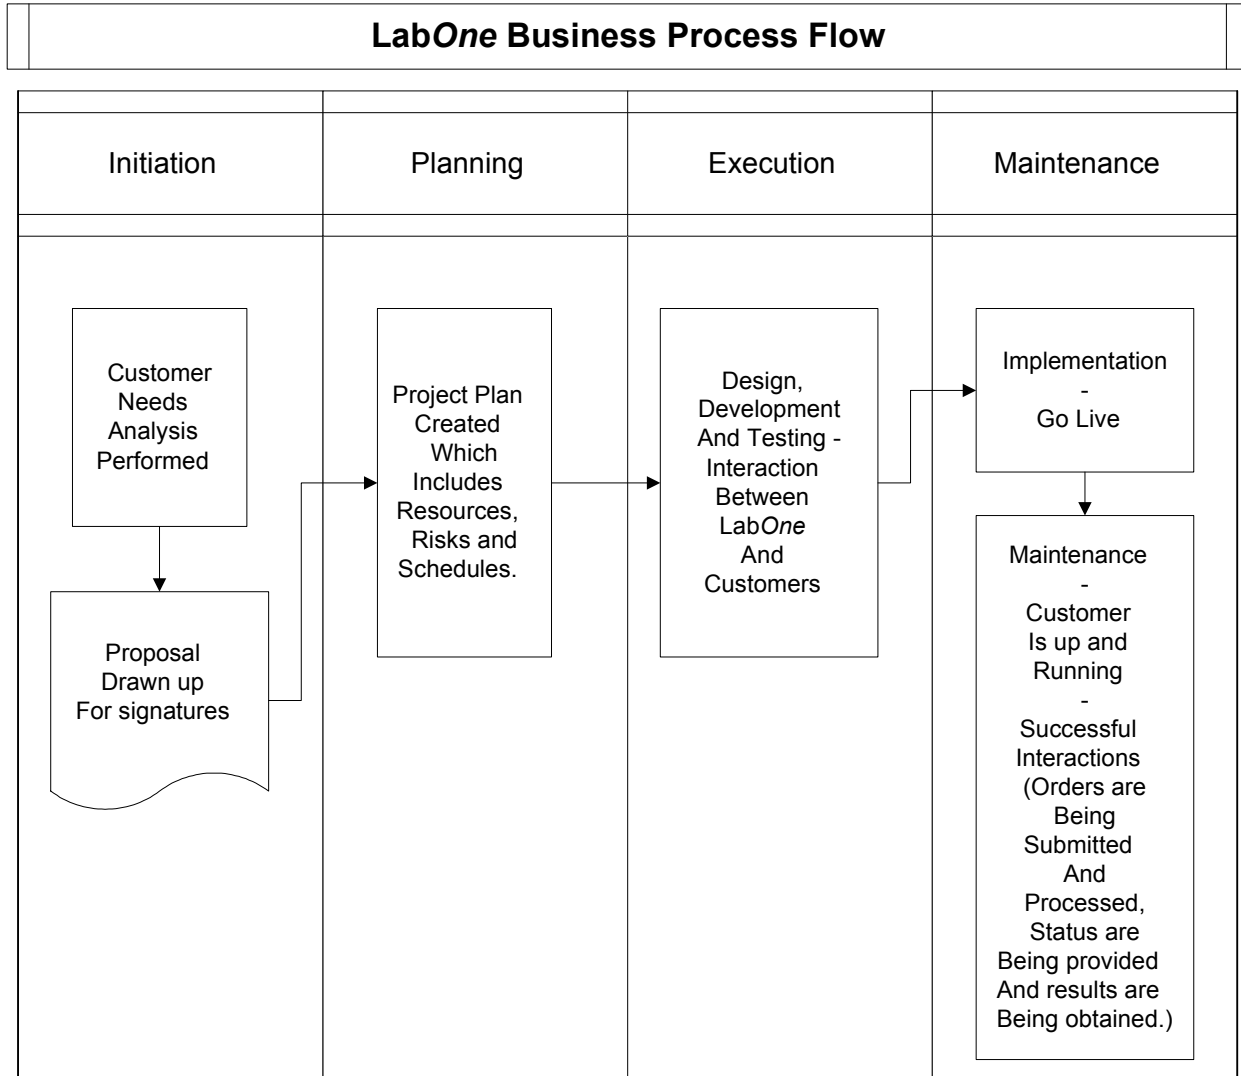 LabOne Business Process Flow
Initiation
Planning
Execution
Maintenance
Customer
Needs
Analysis
Performed
Proposal
Drawn up
For signatures
Project Plan
Created
Which
Includes
Resources,
Risks and
Schedules.
Design,
Development
And Testing -
Interaction
Between
LabOne
And
Customers
Implementation
-
Go Live
Maintenance
-
Customer
Is up and
Running
-
Successful
Interactions
(Orders are
Being
Submitted
And
Processed,
Status are
Being provided
And results are
Being obtained.)